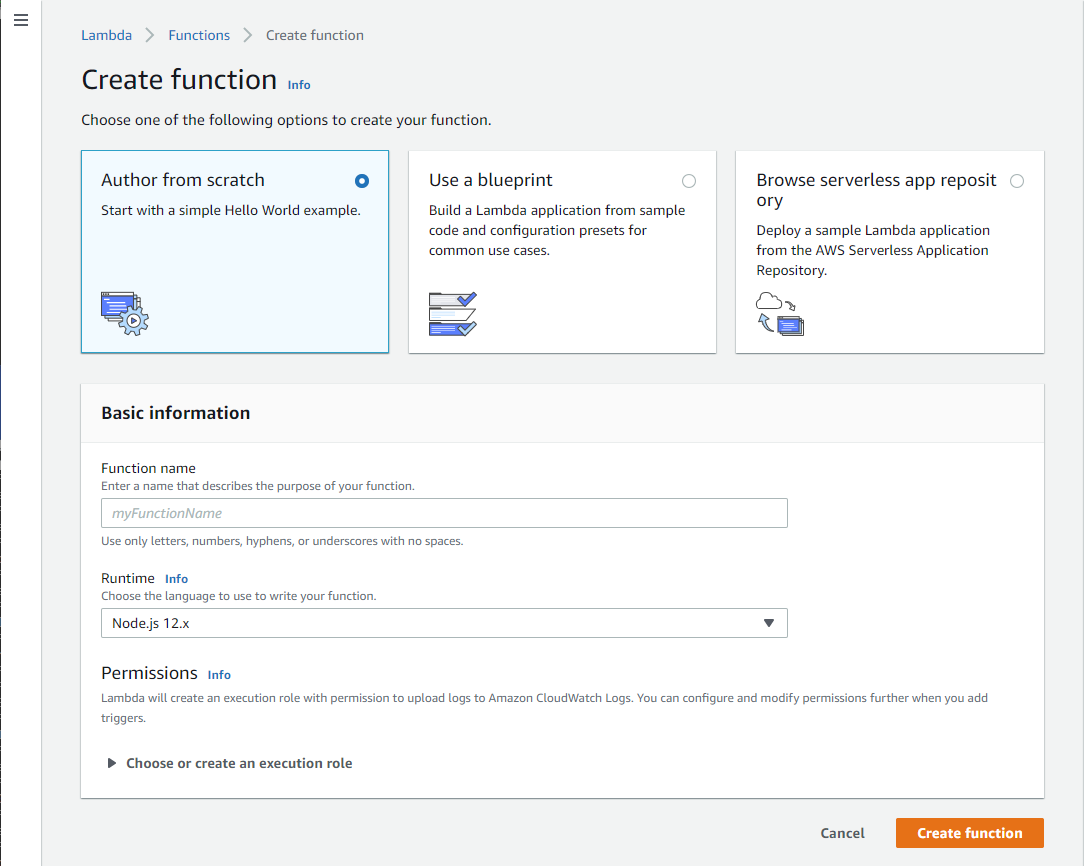 Lambda > Functions > Create function
Create function Info
Choose one of the following options to create your function.
Author from scratch
Start with a simple Hello World example.
Use a blueprint
Build a Lambda application from sample
code and configuration presets for
common use cases.
Browse serverless app reposit
ory
Deploy a sample Lambda application
from the AWS Serverless Application
Repository.
Basic information
Function name
Enter a name that describes the purpose of your function.
myFunctionName
Use only letters, numbers, hyphens, or underscores with no spaces.
Runtime Info
Choose the language to use to write your function.
Node.js 12.x
Permissions Info
Lambda will create an execution role with permission to upload logs to Amazon CloudWatch Logs. You can configure and modify permissions further when you add
triggers.
Choose or create an execution role
Cancel Create function